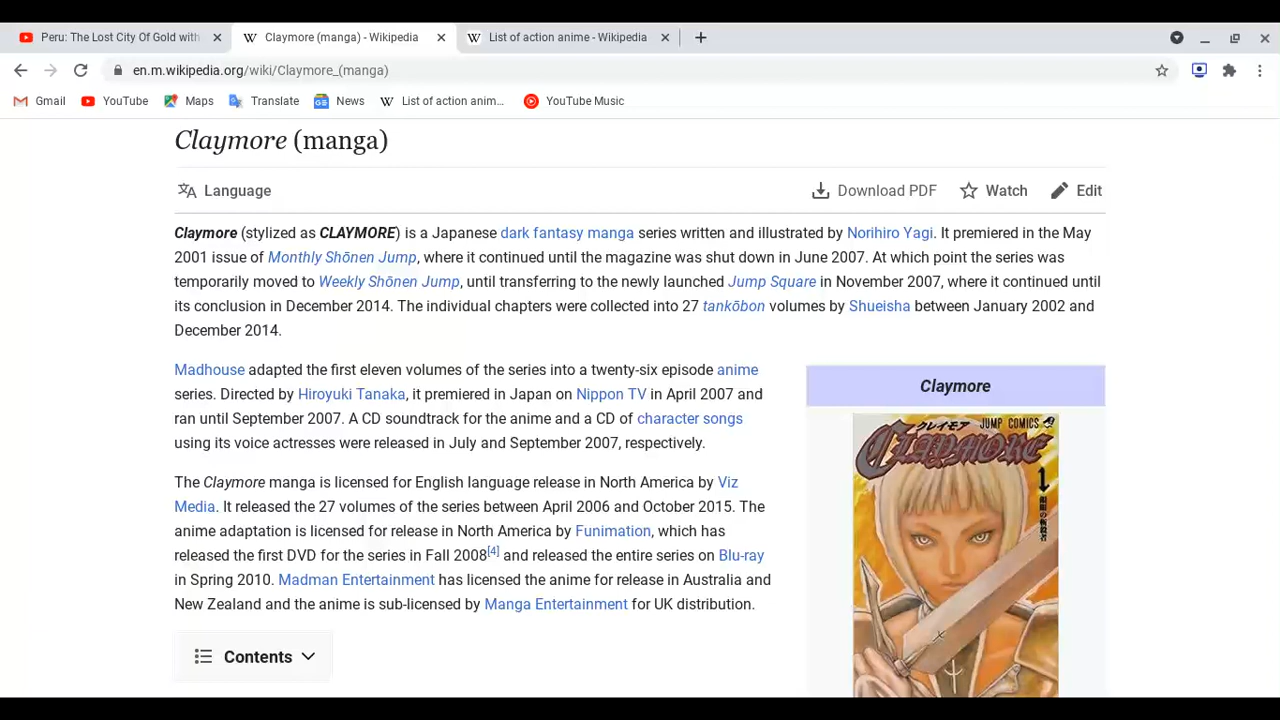 Peru: The Lost City Of Gold with
Claymore (manga) - Wikipedia
List of action anime - Wikipedia
en.m.wikipedia.org/wiki/Claymore_(manga)
Gmail
YouTube
Maps
Translate
News
List of action anim...
YouTube Music
Claymore (manga)
Language
Download PDF
Watch
Edit
Claymore (stylized as CLAYMORE) is a Japanese dark fantasy manga series written and illustrated by Norihiro Yagi. It premiered in the May
2001 issue of Monthly Shōnen Jump, where it continued until the magazine was shut down in June 2007. At which point the series was
temporarily moved to Weekly Shōnen Jump, until transferring to the newly launched Jump Square in November 2007, where it continued until
its conclusion in December 2014. The individual chapters were collected into 27 tankōbon volumes by Shueisha between January 2002 and
December 2014.
Madhouse adapted the first eleven volumes of the series into a twenty-six episode anime
series. Directed by Hiroyuki Tanaka, it premiered in Japan on Nippon TV in April 2007 and
ran until September 2007. A CD soundtrack for the anime and a CD of character songs
using its voice actresses were released in July and September 2007, respectively.
The Claymore manga is licensed for English language release in North America by Viz
Media. It released the 27 volumes of the series between April 2006 and October 2015. The
anime adaptation is licensed for release in North America by Funimation, which has
released the first DVD for the series in Fall 2008[4] and released the entire series on Blu-ray
in Spring 2010. Madman Entertainment has licensed the anime for release in Australia and
New Zealand and the anime is sub-licensed by Manga Entertainment for UK distribution.
Contents
Claymore
クレイモア
JUMP COMICS
CLAYMORE
1
銀眼の斬殺者